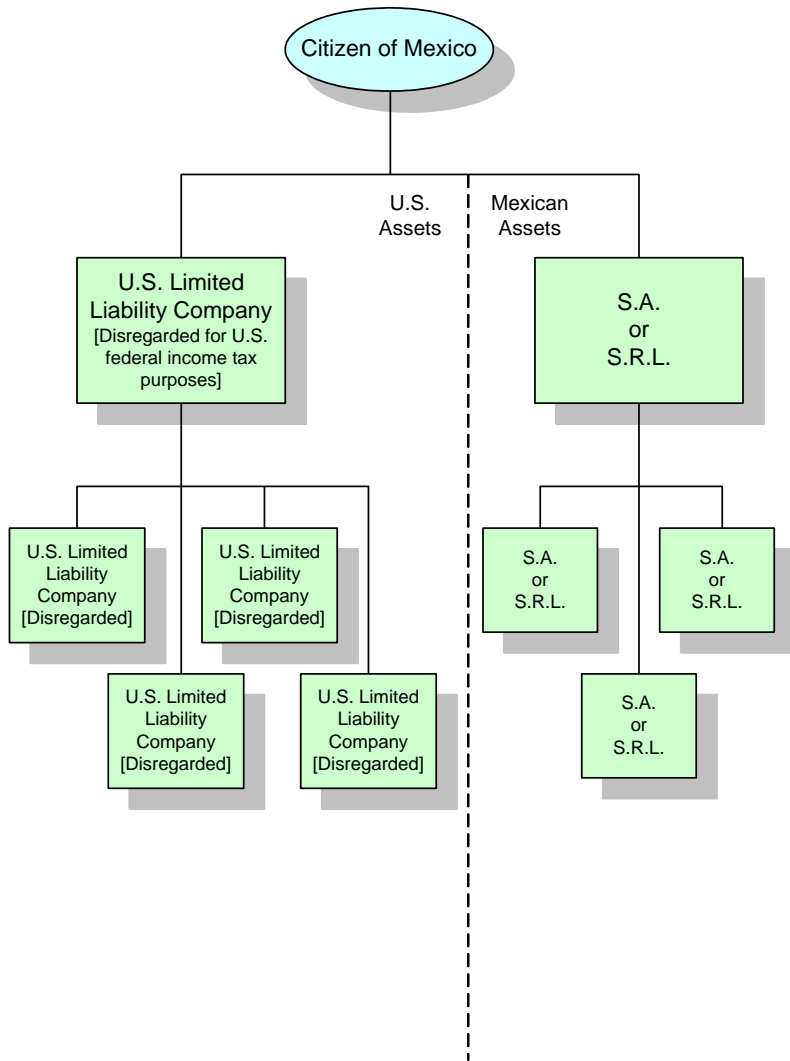 Citizen of Mexico
U.S.
Assets
Mexican
Assets
U.S. Limited
Liability Company
[Disregarded for U.S.
federal income tax
purposes]
S.A.
or
S.R.L.
U.S. Limited
Liability
Company
[Disregarded]
U.S. Limited
Liability
Company
[Disregarded]
S.A.
or
S.R.L.
S.A.
or
S.R.L.
U.S. Limited
Liability
Company
[Disregarded]
U.S. Limited
Liability
Company
[Disregarded]
S.A.
or
S.R.L.